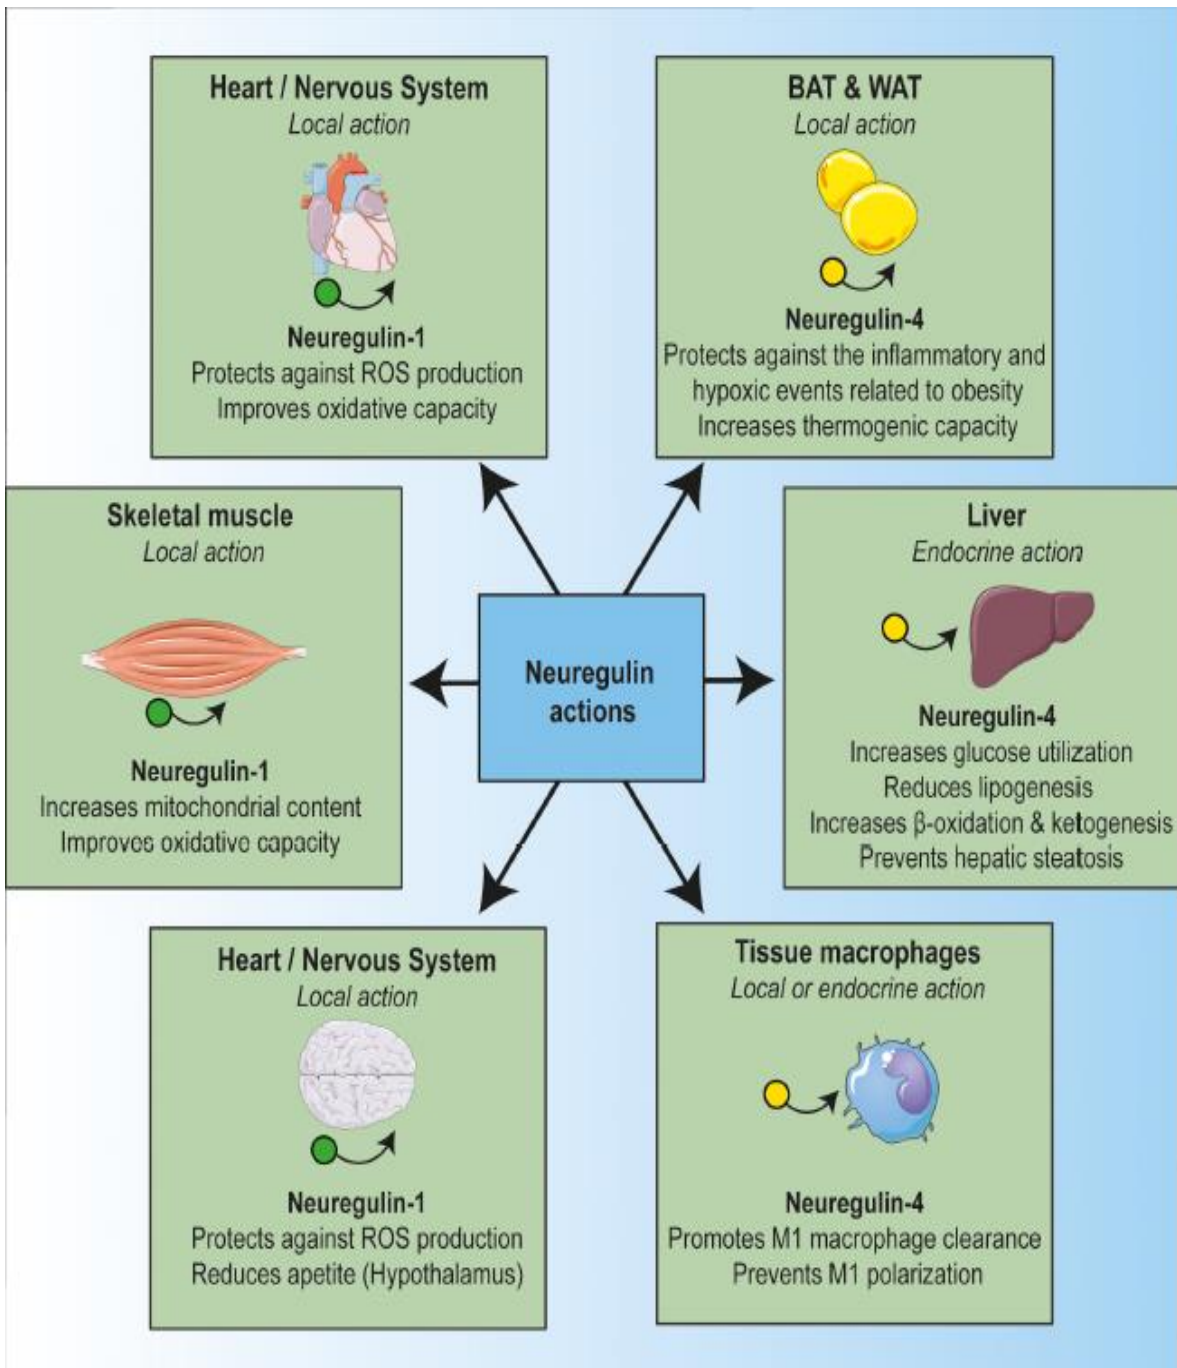 Heart / Nervous System
Local action
Neuregulin-1
Protects against ROS production
Improves oxidative capacity
BAT & WAT
Local action
Neuregulin-4
Protects against the inflammatory and
hypoxic events related to obesity
Increases thermogenic capacity
Skeletal muscle
Local action
Neuregulin-1
Increases mitochondrial content
Improves oxidative capacity
Neuregulin
actions
Liver
Endocrine action
Neuregulin-4
Increases glucose utilization
Reduces lipogenesis
Increases β-oxidation & ketogenesis
Prevents hepatic steatosis
Heart / Nervous System
Local action
Neuregulin-1
Protects against ROS production
Reduces apetite (Hypothalamus)
Tissue macrophages
Local or endocrine action
Neuregulin-4
Promotes M1 macrophage clearance
Prevents M1 polarization